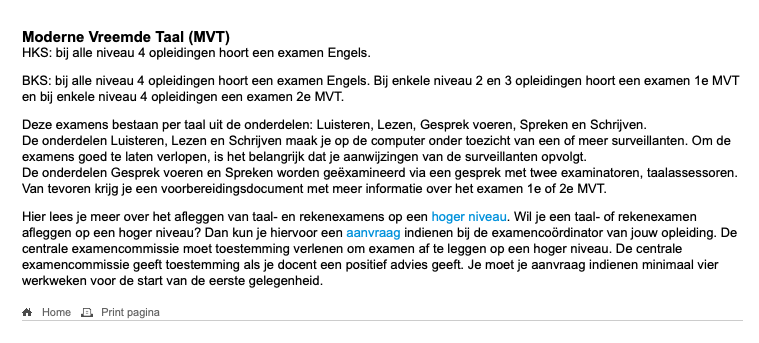 Moderne Vreemde Taal (MVT)
HKS: bij alle niveau 4 opleidingen hoort een examen Engels.
BKS: bij alle niveau 4 opleidingen hoort een examen Engels. Bij enkele niveau 2 en 3 opleidingen hoort een examen 1e MVT
en bij enkele niveau 4 opleidingen een examen 2e MVT.
Deze examens bestaan per taal uit de onderdelen: Luisteren, Lezen, Gesprek voeren, Spreken en Schrijven.
De onderdelen Luisteren, Lezen en Schrijven maak je op de computer onder toezicht van een of meer surveillanten. Om de
examens goed te laten verlopen, is het belangrijk dat je aanwijzingen van de surveillanten opvolgt.
De onderdelen Gesprek voeren en Spreken worden geëxamineerd via een gesprek met twee examinatoren, taalassessoren.
Van tevoren krijg je een voorbereidingsdocument met meer informatie over het examen 1e of 2e MVT.
Hier lees je meer over het afleggen van taal- en rekenexamens op een hoger niveau. Wil je een taal- of rekenexamen
afleggen op een hoger niveau? Dan kun je hiervoor een aanvraag indienen bij de examencoördinator van jouw opleiding. De
centrale examencommissie moet toestemming verlenen om examen af te leggen op een hoger niveau. De centrale
examencommissie geeft toestemming als je docent een positief advies geeft. Je moet je aanvraag indienen minimaal vier
werkweken voor de start van de eerste gelegenheid.
Home Print pagina